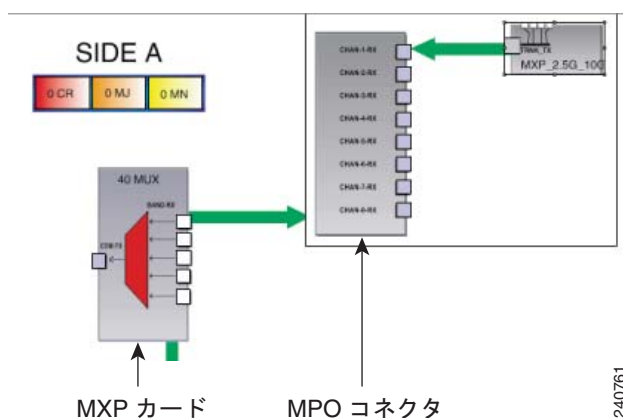 SIDE A
0 CR
0 MJ
0 MN
CHAN-1-RX
CHAN-2-RX
CHAN-3-RX
CHAN-4-RX
CHAN-5-RX
CHAN-6-RX
CHAN-7-RX
CHAN-8-RX
TRNK_TX
MXP_2.5G_10G
40 MUX
BAND-RX
COM-TX
MXP カード
MPO コネクタ
240761